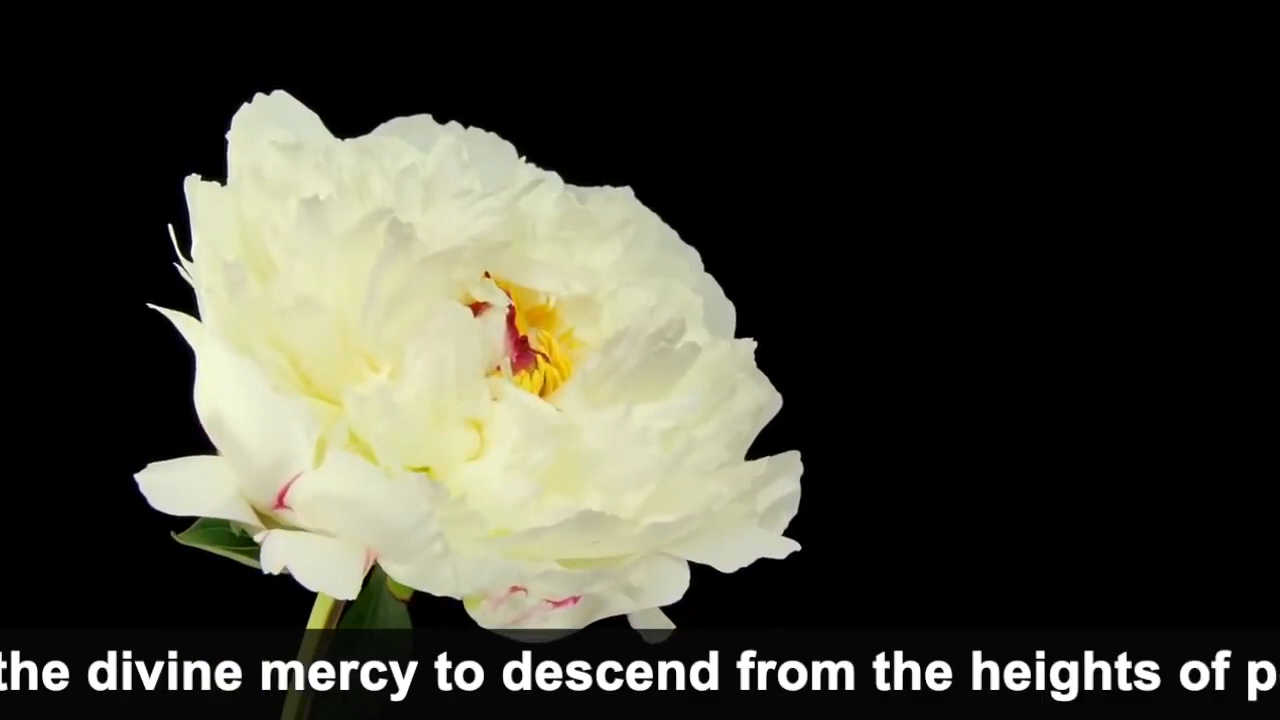 the divine mercy to descend from the heights of p